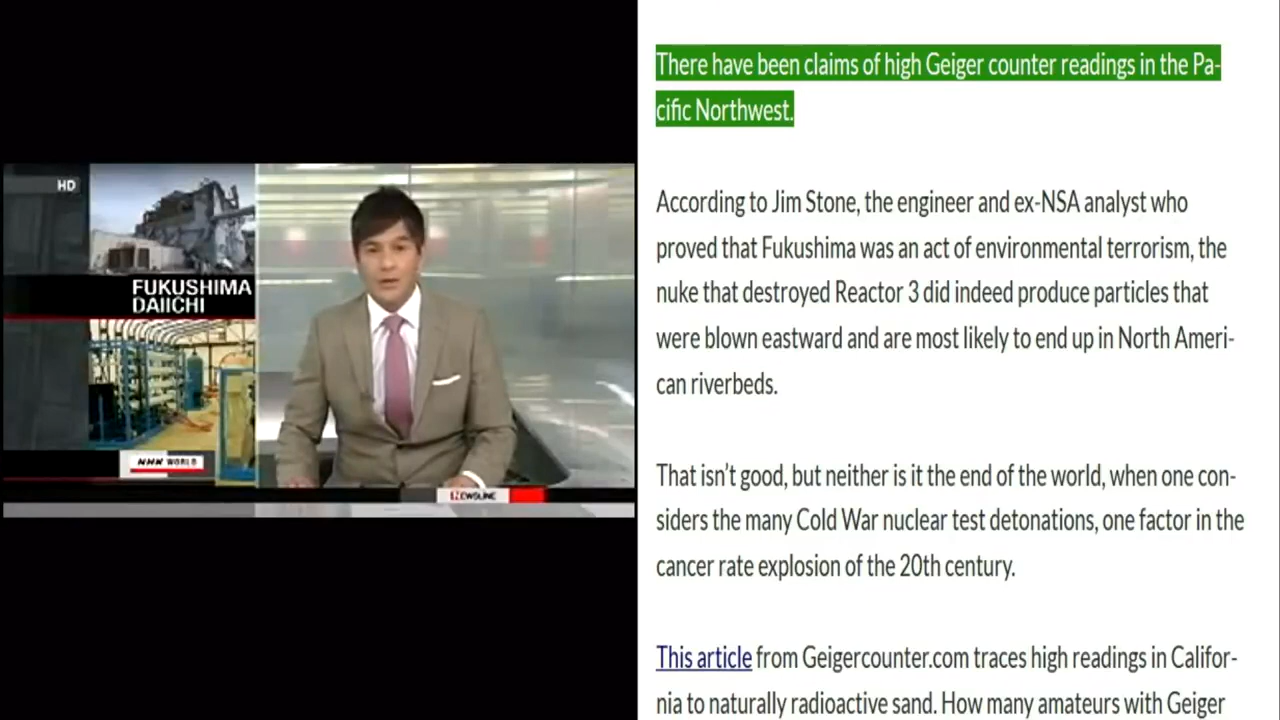 HD
FUKUSHIMA
DAIICHI
NHK WORLD
NEWSLINE
There have been claims of high Geiger counter readings in the Pa-
cific Northwest.
According to Jim Stone, the engineer and ex-NSA analyst who
proved that Fukushima was an act of environmental terrorism, the
nuke that destroyed Reactor 3 did indeed produce particles that
were blown eastward and are most likely to end up in North Ameri-
can riverbeds.
That isn’t good, but neither is it the end of the world, when one con-
siders the many Cold War nuclear test detonations, one factor in the
cancer rate explosion of the 20th century.
This article from Geigercounter.com traces high readings in Califor-
nia to naturally radioactive sand. How many amateurs with Geiger